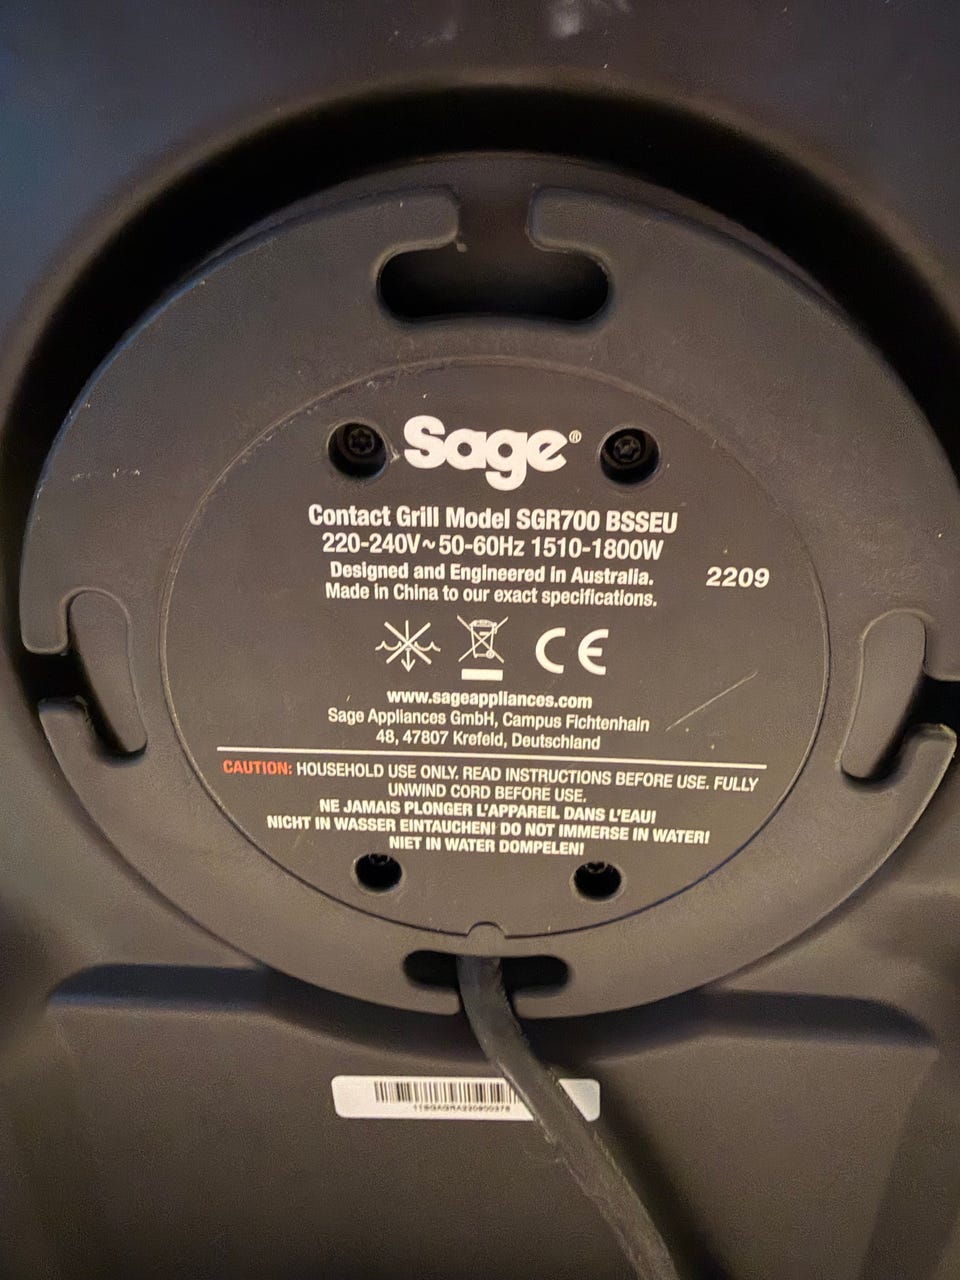 Sage®
Contact Grill Model SGR700 BSSEU
220-240V~50-60Hz 1510-1800W
Designed and Engineered in Australia.
Made in China to our exact specifications.
2209
CE
www.sageappliances.com
Sage Appliances GmbH, Campus Fichtenhain
48, 47807 Krefeld, Deutschland
CAUTION: HOUSEHOLD USE ONLY. READ INSTRUCTIONS BEFORE USE. FULLY
UNWIND CORD BEFORE USE.
NE JAMAIS PLONGER L'APPAREIL DANS L'EAU!
NICHT IN WASSER EINTAUCHEN! DO NOT IMMERSE IN WATER!
NIET IN WATER DOMPELEN!